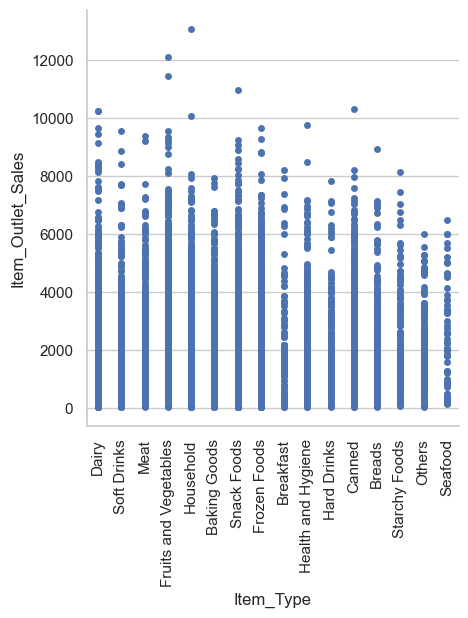 Item_Outlet_Sales
12000
10000
8000
6000
4000
2000
0
Dairy
Soft Drinks
Meat
Fruits and Vegetables
Household
Baking Goods
Snack Foods
Frozen Foods
Breakfast
Health and Hygiene
Hard Drinks
Canned
Breads
Starchy Foods
Others
Seafood
Item_Type